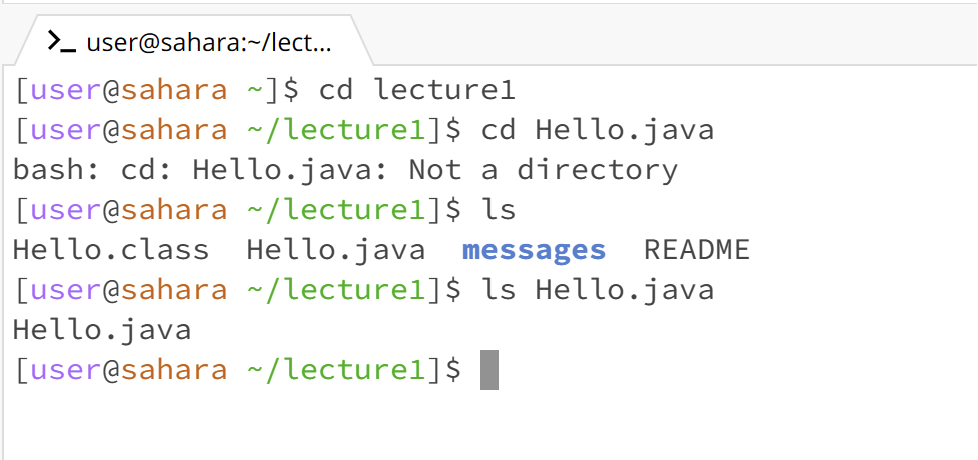 >_ user@sahara:~/lect...
[user@sahara ~]$ cd lecture1
[user@sahara ~/lecture1]$ cd Hello.java
bash: cd: Hello.java: Not a directory
[user@sahara ~/lecture1]$ ls
Hello.class  Hello.java  messages  README
[user@sahara ~/lecture1]$ ls Hello.java
Hello.java
[user@sahara ~/lecture1]$